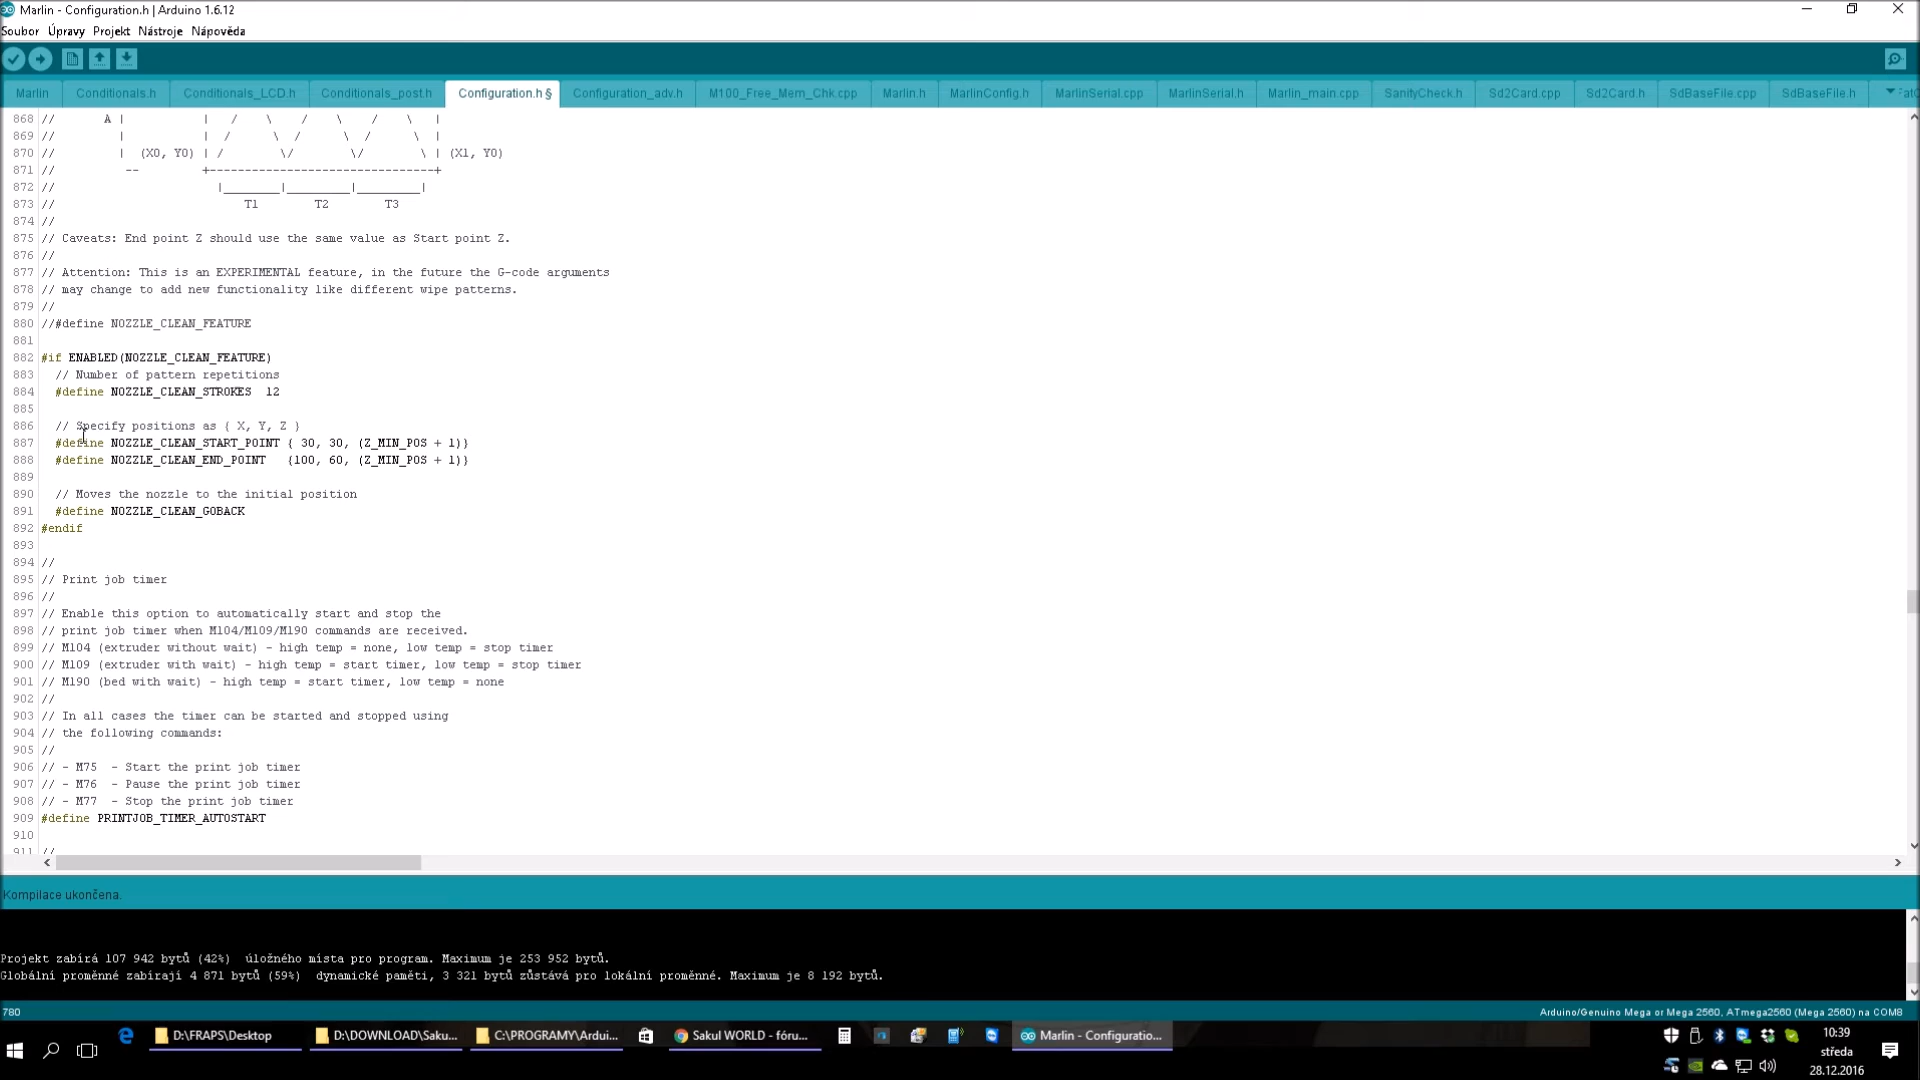 Marlin - Configuration.h | Arduino 1.6.12
Soubor Úpravy Projekt Nástroje Nápověda
Marlin Conditionals.h Conditionals_LCD.h Conditionals_post.h Configuration.h § Configuration_adv.h M100_Free_Mem_Chk.cpp Marlin.h MarlinConfig.h MarlinSerial.cpp MarlinSerial.h Marlin_main.cpp SanityCheck.h Sd2Card.cpp Sd2Card.h SdBaseFile.cpp SdBaseFile.h
868 // A | | / \ / \ / \ |
869 // | | / \ / \ / \ |
870 // | (X0, Y0) | / \/ \/ \ | (X1, Y0)
871 // -- +--------------------------------+
872 // |________|_________|_________|
873 // T1 T2 T3
874 //
875 // Caveats: End point Z should use the same value as Start point Z.
876 //
877 // Attention: This is an EXPERIMENTAL feature, in the future the G-code arguments
878 // may change to add new functionality like different wipe patterns.
879 //
880 //#define NOZZLE_CLEAN_FEATURE
881
882 #if ENABLED(NOZZLE_CLEAN_FEATURE)
883 // Number of pattern repetitions
884 #define NOZZLE_CLEAN_STROKES 12
885
886 // Specify positions as { X, Y, Z }
887 #define NOZZLE_CLEAN_START_POINT { 30, 30, (Z_MIN_POS + 1)}
888 #define NOZZLE_CLEAN_END_POINT {100, 60, (Z_MIN_POS + 1)}
889
890 // Moves the nozzle to the initial position
891 #define NOZZLE_CLEAN_GOBACK
892 #endif
893
894 //
895 // Print job timer
896 //
897 // Enable this option to automatically start and stop the
898 // print job timer when M104/M109/M190 commands are received.
899 // M104 (extruder without wait) - high temp = none, low temp = stop timer
900 // M109 (extruder with wait) - high temp = start timer, low temp = stop timer
901 // M190 (bed with wait) - high temp = start timer, low temp = none
902 //
903 // In all cases the timer can be started and stopped using
904 // the following commands:
905 //
906 // - M75 - Start the print job timer
907 // - M76 - Pause the print job timer
908 // - M77 - Stop the print job timer
909 #define PRINTJOB_TIMER_AUTOSTART
910
911 //
Kompilace ukončena.
Projekt zabírá 107 942 bytů (42%) úložného místa pro program. Maximum je 253 952 bytů.
Globální proměnné zabírají 4 871 bytů (59%) dynamické paměti, 3 321 bytů zůstává pro lokální proměnné. Maximum je 8 192 bytů.
780
Arduino/Genuino Mega or Mega 2560, ATmega2560 (Mega 2560) na COM8
D:\FRAPS\Desktop D:\DOWNLOAD\Saku... C:\PROGRAMY\Ardui... Sakul WORLD - fóru... Marlin - Configuratio...
10:39
středa
28.12.2016